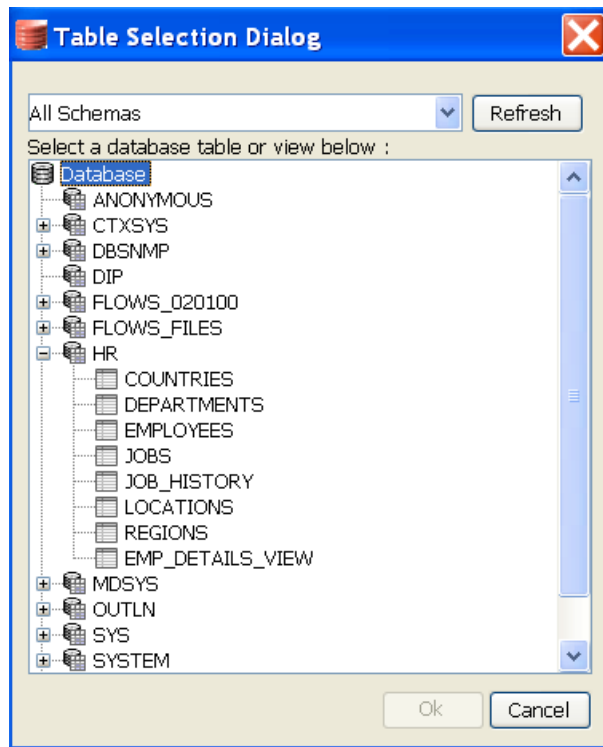 Table Selection Dialog
All Schemas
Refresh
Select a database table or view below :
Database
ANONYMOUS
CTXSYS
DBSNMP
DIP
FLOWS_020100
FLOWS_FILES
HR
COUNTRIES
DEPARTMENTS
EMPLOYEES
JOBS
JOB_HISTORY
LOCATIONS
REGIONS
EMP_DETAILS_VIEW
MDSYS
OUTLN
SYS
SYSTEM
Ok Cancel